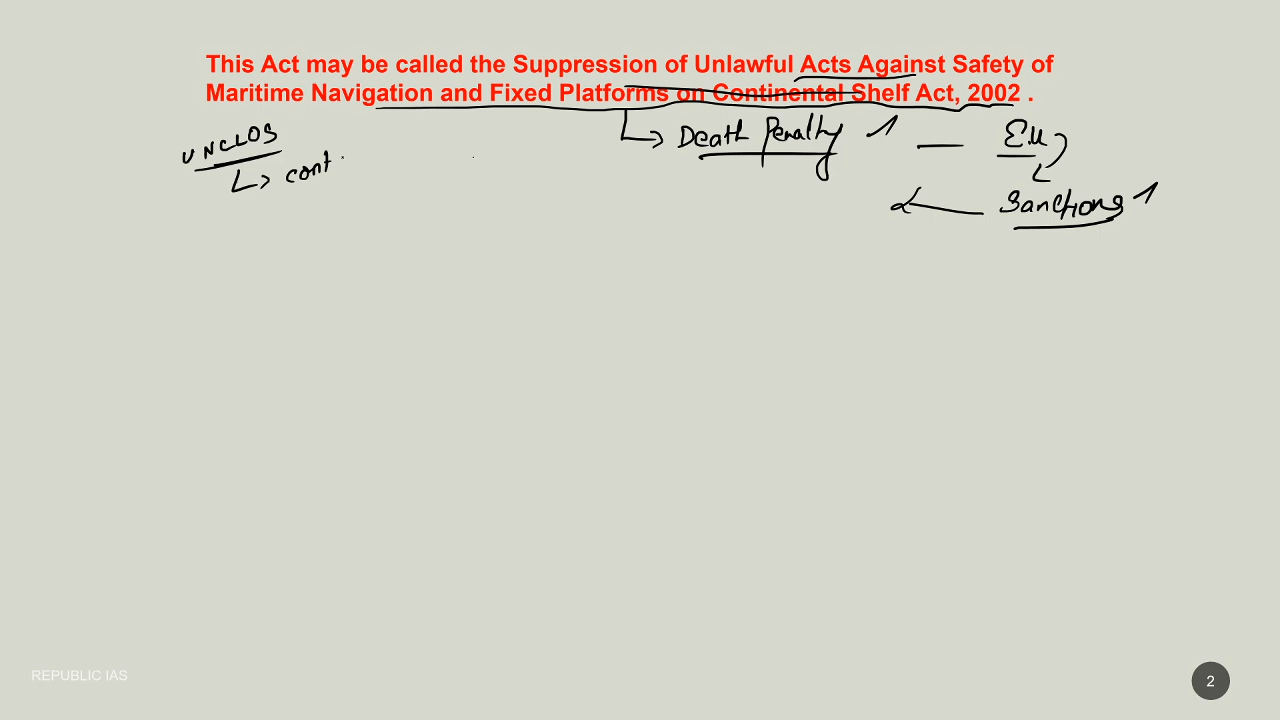 This Act may be called the Suppression of Unlawful Acts Against Safety of
Maritime Navigation and Fixed Platforms on Continental Shelf Act, 2002 .
UNCLOS
cont
Death Penalty
E.U
Sanctions
REPUBLIC IAS
2